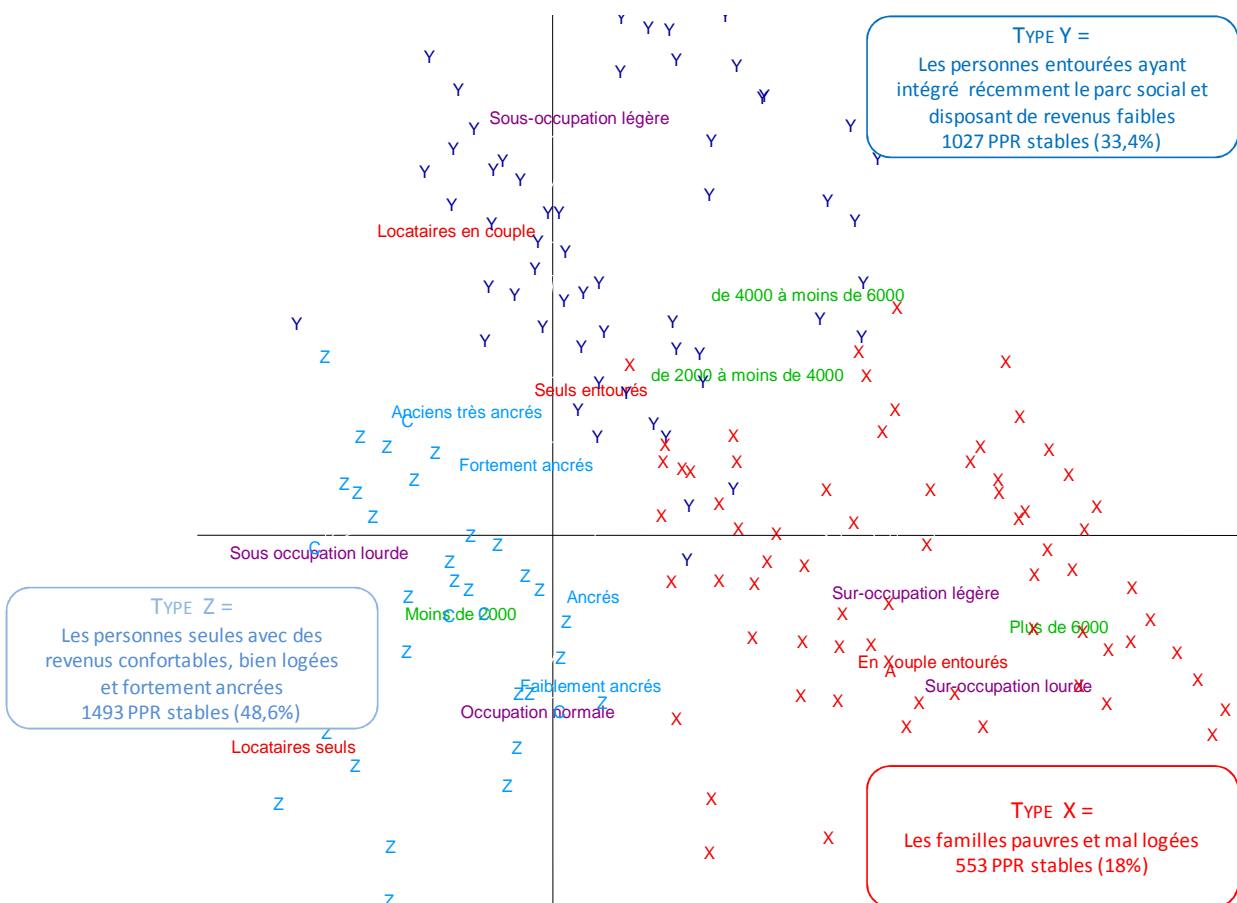 TYPE Y =
Les personnes entourées ayant
intégré récemment le parc social et
disposant de revenus faibles
1027 PPR stables (33,4%)
Sous-occupation légère
Locataires en couple
de 4000 à moins de 6000
de 2000 à moins de 4000
Seuls entourés
Anciens très ancrés
Fortement ancrés
Sous occupation lourde
Ancrés
Sur-occupation légère
Moins de 2000
Plus de 6000
TYPE Z =
Les personnes seules avec des
revenus confortables, bien logées
et fortement ancrées
1493 PPR stables (48,6%)
En Xouple entourés
Faiblement ancrés
Sur-occupation lourde
Occupation normale
Locataires seuls
TYPE X =
Les familles pauvres et mal logées
553 PPR stables (18%)